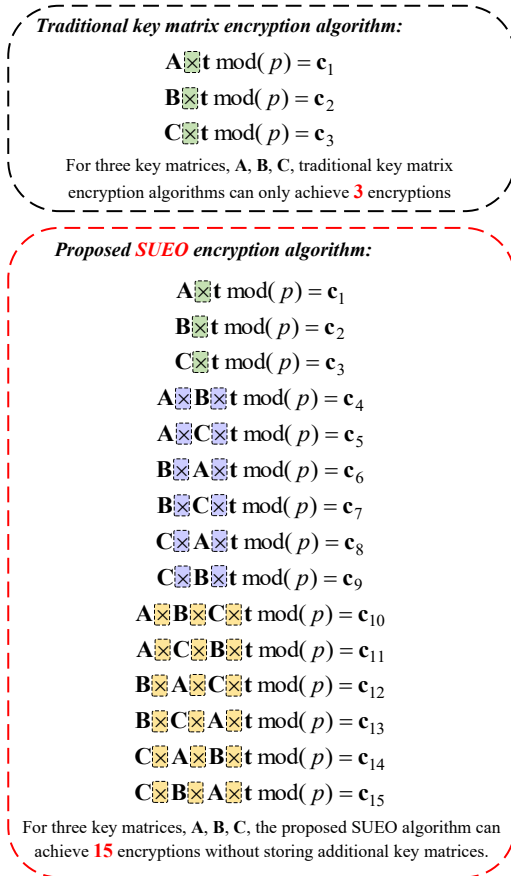 Traditional key matrix encryption algorithm:
A×t mod( p) = c₁
B×t mod( p) = c₂
C×t mod( p) = c₃
For three key matrices, A, B, C, traditional key matrix
encryption algorithms can only achieve 3 encryptions
Proposed SUEO encryption algorithm:
A×t mod( p) = c₁
B×t mod( p) = c₂
C×t mod( p) = c₃
A×B×t mod( p) = c₄
A×C×t mod( p) = c₅
B×A×t mod( p) = c₆
B×C×t mod( p) = c₇
C×A×t mod( p) = c₈
C×B×t mod( p) = c₉
A×B×C×t mod( p) = c₁₀
A×C×B×t mod( p) = c₁₁
B×A×C×t mod( p) = c₁₂
B×C×A×t mod( p) = c₁₃
C×A×B×t mod( p) = c₁₄
C×B×A×t mod( p) = c₁₅
For three key matrices, A, B, C, the proposed SUEO algorithm can
achieve 15 encryptions without storing additional key matrices.